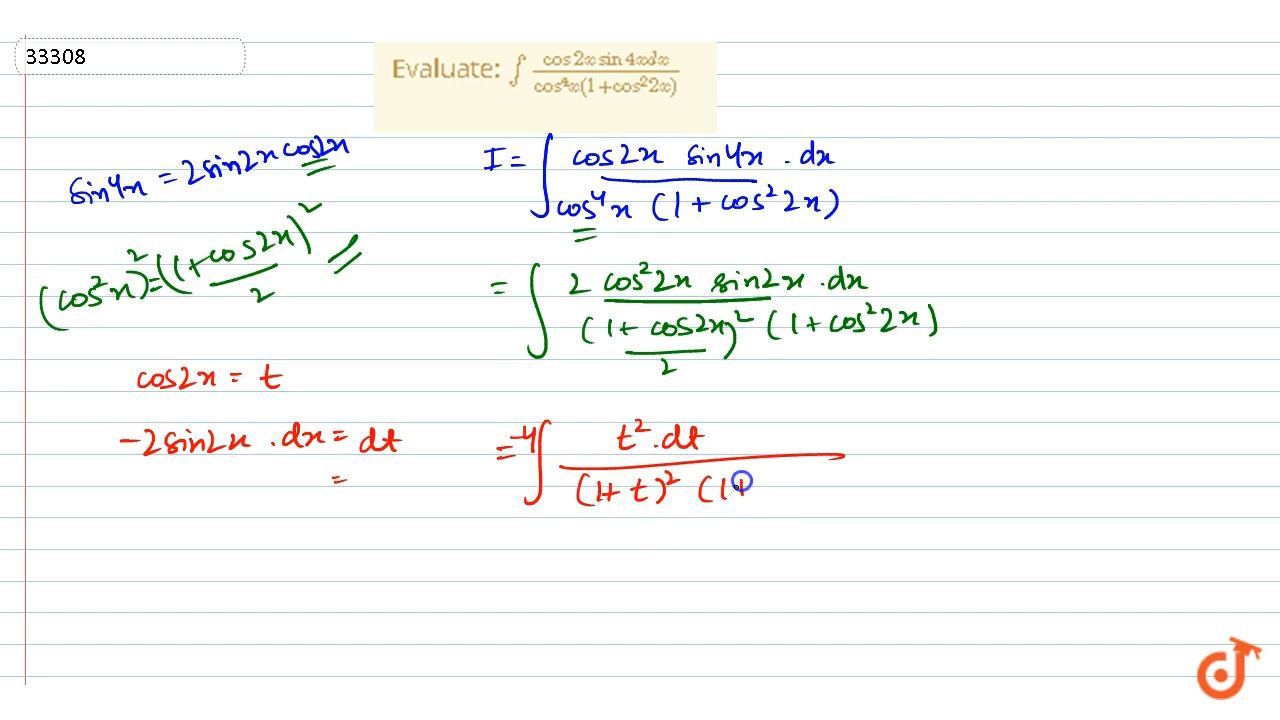 33308
Evaluate: ∫ cos 2x sin 4x dx / cos⁴x(1+cos²2x)
sin4x = 2sin2x cos2x
I = ∫ cos2x sin4x . dx / cos⁴x (1 + cos²2x)
(cos²x)² = ((1+cos2x)/2)²
= ∫ 2 cos²2x sin2x . dx / ((1 + cos2x)/2)² (1 + cos²2x)
cos2x = t
-2sin2x . dx = dt
=
= -4∫ t² . dt / (1+ t)² (1+